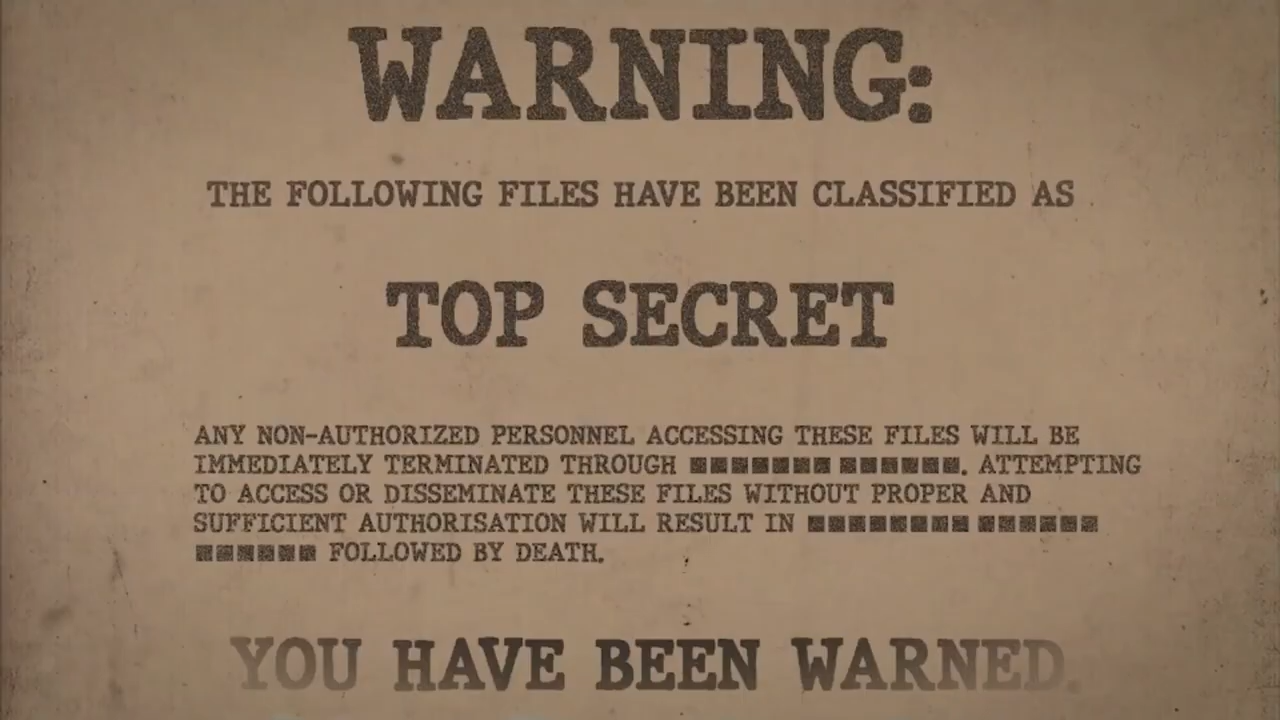 WARNING:
THE FOLLOWING FILES HAVE BEEN CLASSIFIED AS
TOP SECRET
ANY NON-AUTHORIZED PERSONNEL ACCESSING THESE FILES WILL BE
IMMEDIATELY TERMINATED THROUGH ■■■■■■■ ■■■■■■. ATTEMPTING
TO ACCESS OR DISSEMINATE THESE FILES WITHOUT PROPER AND
SUFFICIENT AUTHORISATION WILL RESULT IN ■■■■■■■■ ■■■■■■
■■■■■■ FOLLOWED BY DEATH.
YOU HAVE BEEN WARNED.